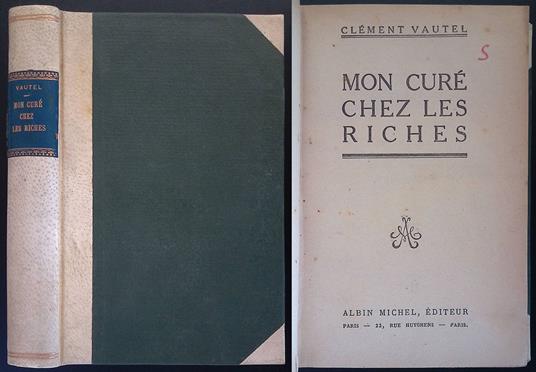 VAUTEL
MON CURÉ
CHEZ
LES RICHES
CLÉMENT VAUTEL
S
MON CURÉ
CHEZ LES
RICHES
ALBIN MICHEL, ÉDITEUR
PARIS — 22, RUE HUYGHENS — PARIS.